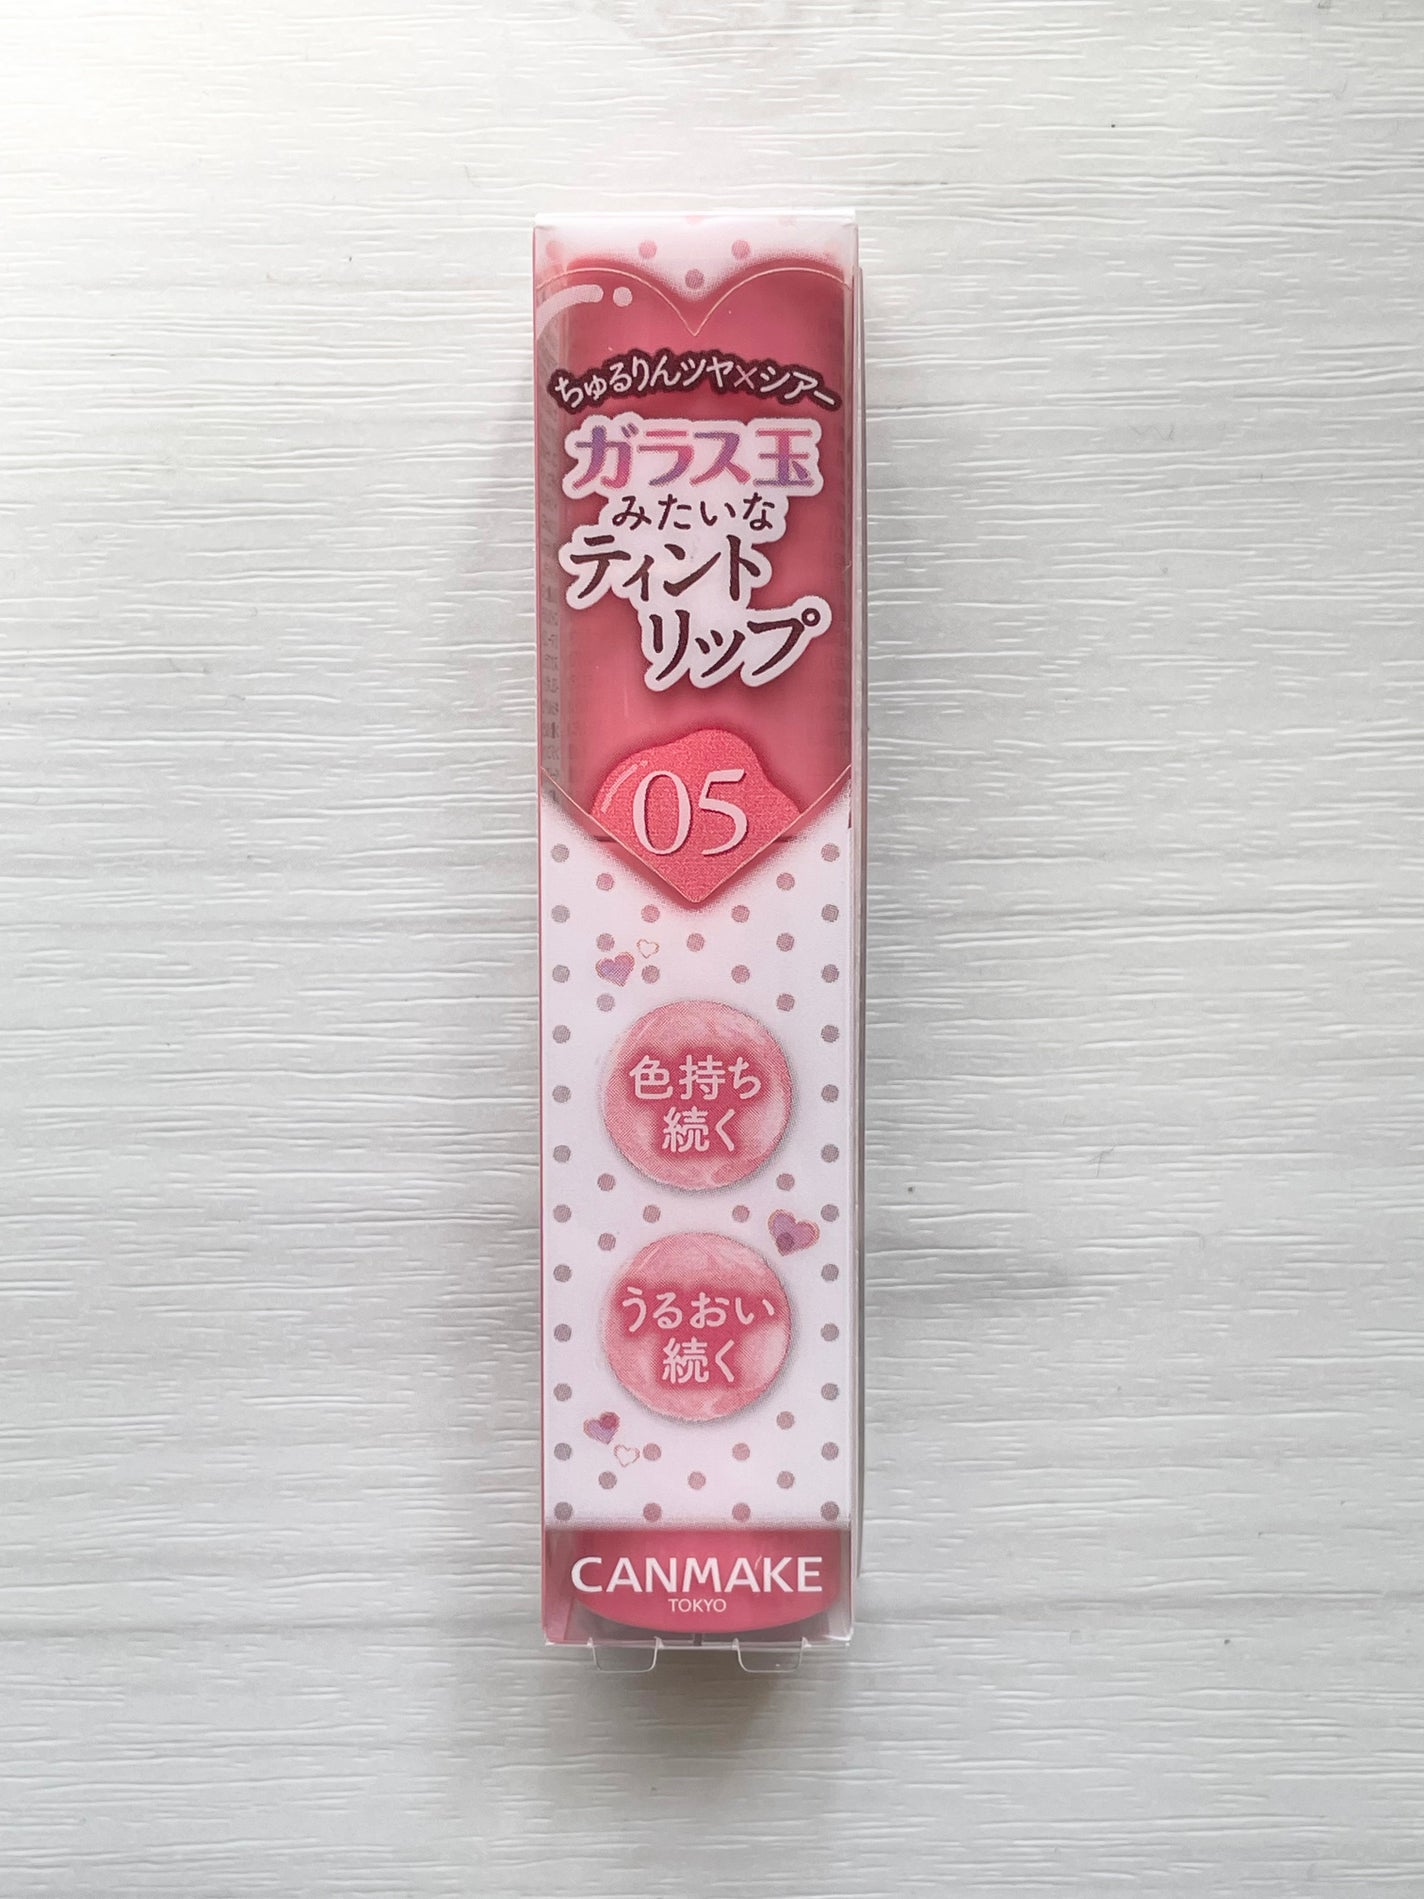 ちゅるりんツヤ×シアー
ガラス玉
みたいな
ティント
リップ
05
色持ち
続く
うるおい
続く
CANMAKE
TOKYO